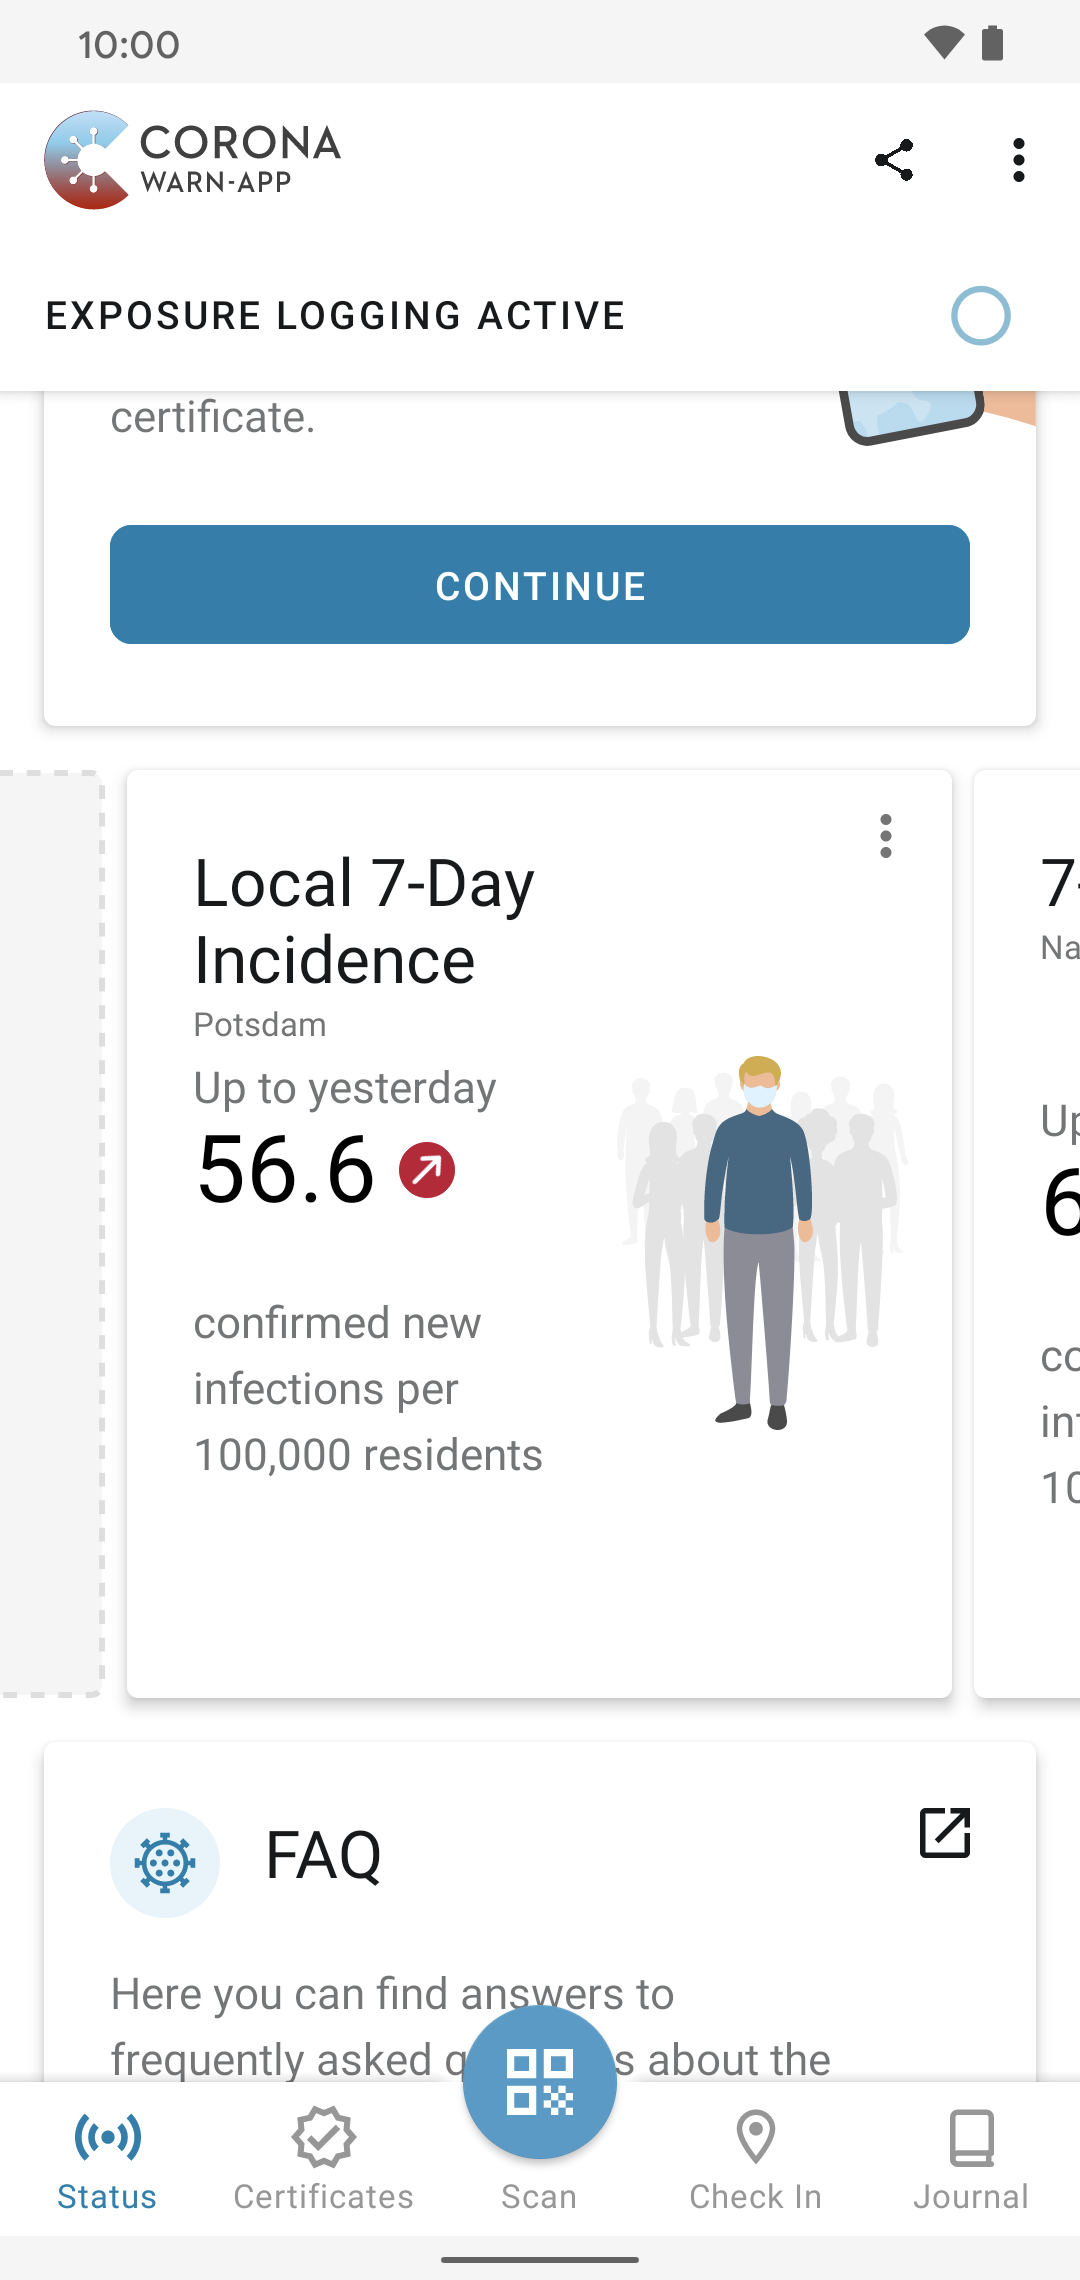 10:00
CORONA
WARN-APP
EXPOSURE LOGGING ACTIVE
certificate.
CONTINUE
Local 7-Day
Incidence
Potsdam
Up to yesterday
56.6
confirmed new
infections per
100,000 residents
7-
Na
Up
6
co
in
10
FAQ
Here you can find answers to
frequently asked q s about the
Status
Certificates
Scan
Check In
Journal